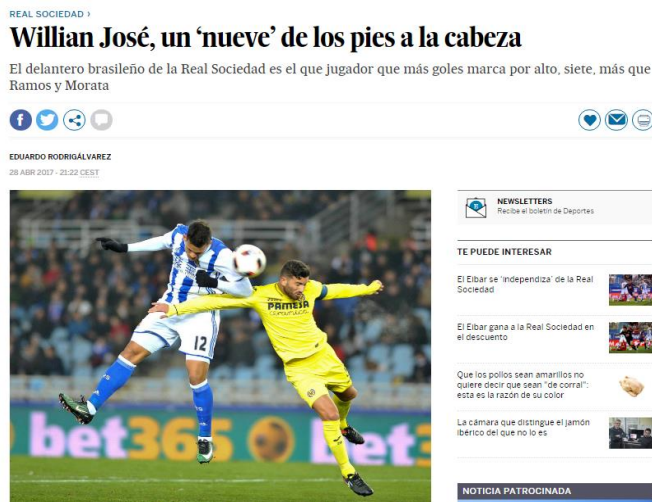 REAL SOCIEDAD ›
Willian José, un ‘nueve’ de los pies a la cabeza
El delantero brasileño de la Real Sociedad es el que jugador que más goles marca por alto, siete, más que
Ramos y Morata
EDUARDO RODRIGÁLVAREZ
28 ABR 2017 - 21:22 CEST
NEWSLETTERS
Recibe el boletín de Deportes
TE PUEDE INTERESAR
El Eibar se ‘independiza’ de la Real
Sociedad
El Eibar gana a la Real Sociedad en
el descuento
Que los pollos sean amarillos no
quiere decir que sean “de corral”:
esta es la razón de su color
La cámara que distingue el jamón
ibérico del que no lo es
NOTICIA PATROCINADA
PAMESA
12
bet365
bet3